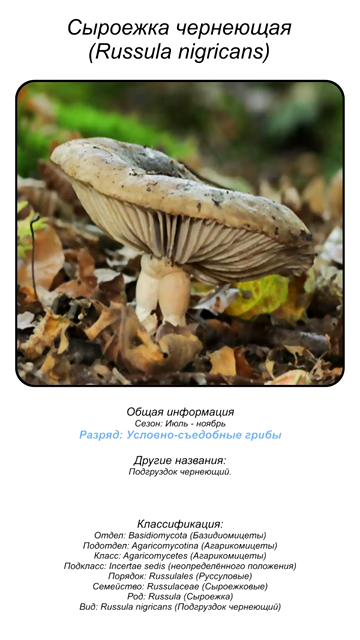 Сыроежка чернеющая
(Russula nigricans)
Общая информация
Сезон: Июль - ноябрь
Разряд: Условно-съедобные грибы
Другие названия:
Подгруздок чернеющий.
Классификация:
Отдел: Basidiomycota (Базидиомицеты)
Подотдел: Agaricomycotina (Агарикомицеты)
Класс: Agaricomycetes (Агарикомицеты)
Подкласс: Incertae sedis (неопределённого положения)
Порядок: Russulales (Руссуловые)
Семейство: Russulaceae (Сыроежковые)
Род: Russula (Сыроежка)
Вид: Russula nigricans (Подгруздок чернеющий)